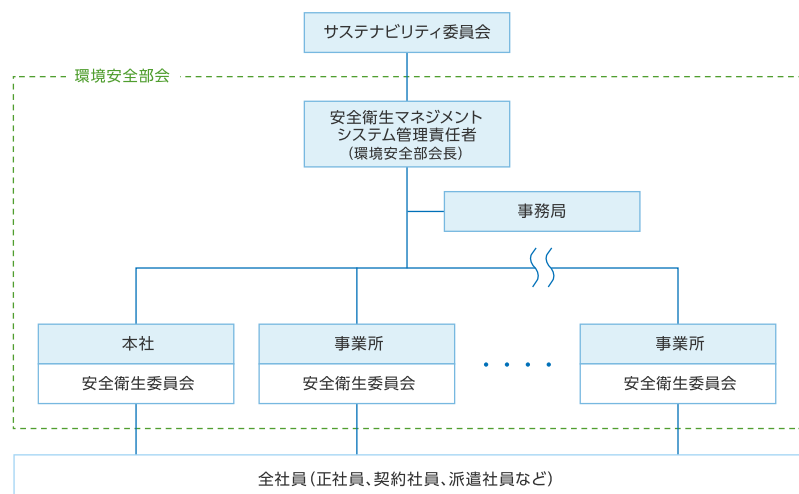 サステナビリティ委員会
環境安全部会
安全衛生マネジメント
システム管理責任者
（環境安全部会長）
事務局
本社
安全衛生委員会
事業所
安全衛生委員会
事業所
安全衛生委員会
全社員（正社員、契約社員、派遣社員など）